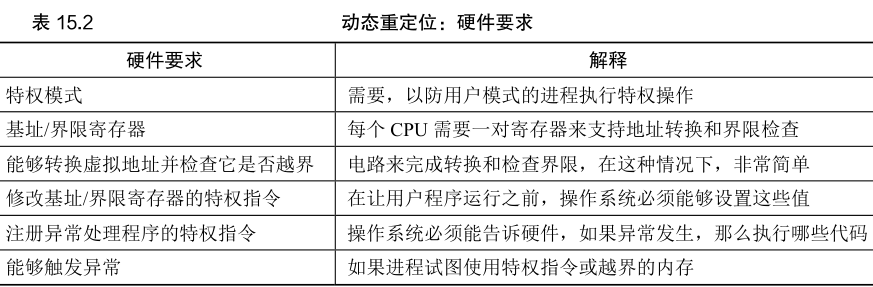 表 15.2 动态重定位：硬件要求
硬件要求 解释
特权模式 需要，以防用户模式的进程执行特权操作
基址/界限寄存器 每个 CPU 需要一对寄存器来支持地址转换和界限检查
能够转换虚拟地址并检查它是否越界 电路来完成转换和检查界限，在这种情况下，非常简单
修改基址/界限寄存器的特权指令 在让用户程序运行之前，操作系统必须能够设置这些值
注册异常处理程序的特权指令 操作系统必须能告诉硬件，如果异常发生，那么执行哪些代码
能够触发异常 如果进程试图使用特权指令或越界的内存